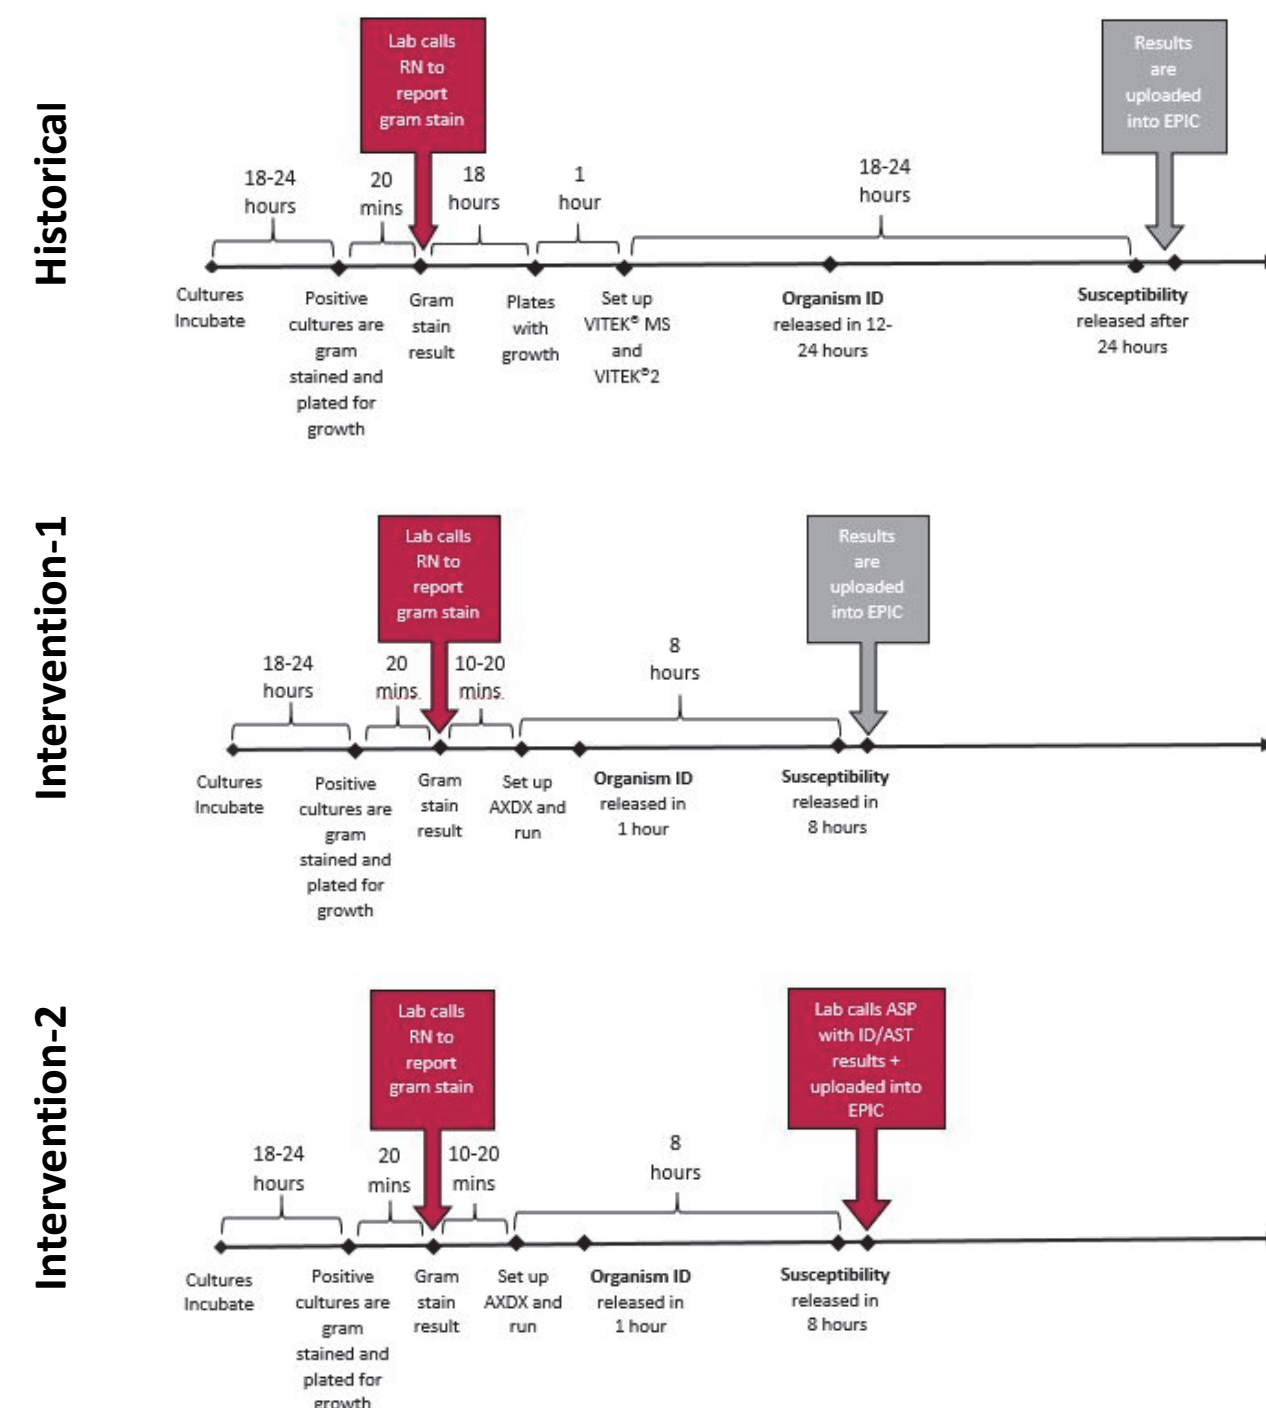 Historical
Lab calls
RN to
report
gram stain
Results
are
uploaded
into EPIC
18-24
hours
20
mins
18
hours
1
hour
18-24
hours
Cultures
Incubate
Positive
cultures are
gram
stained and
plated for
growth
Gram
stain
result
Plates
with
growth
Set up
VITEK® MS
and
VITEK®2
Organism ID
released in 12-
24 hours
Susceptibility
released after
24 hours
Intervention-1
Lab calls
RN to
report
gram stain
Results
are
uploaded
into EPIC
18-24
hours
20
mins
10-20
mins
8
hours
Cultures
Incubate
Positive
cultures are
gram
stained and
plated for
growth
Gram
stain
result
Set up
AXDX and
run
Organism ID
released in
1 hour
Susceptibility
released in
8 hours
Intervention-2
Lab calls
RN to
report
gram stain
Lab calls ASP
with ID/AST
results +
uploaded into
EPIC
18-24
hours
20
mins
10-20
mins
8
hours
Cultures
Incubate
Positive
cultures are
gram
stained and
plated for
growth
Gram
stain
result
Set up
AXDX and
run
Organism ID
released in
1 hour
Susceptibility
released in
8 hours